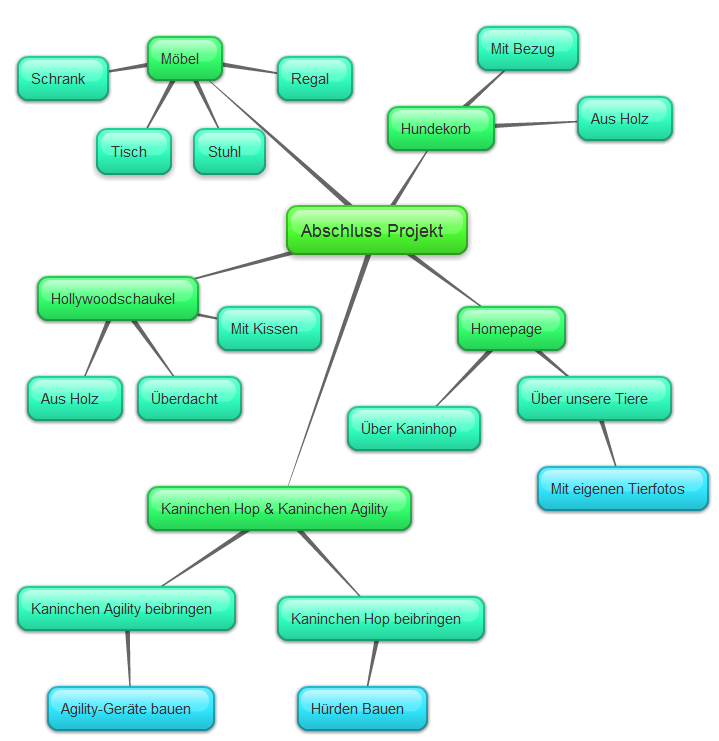 Mit Bezug
Möbel
Schrank
Regal
Hundekorb
Aus Holz
Tisch
Stuhl
Abschluss Projekt
Hollywoodschaukel
Mit Kissen
Homepage
Aus Holz
Überdacht
Über Kaninhop
Über unsere Tiere
Mit eigenen Tierfotos
Kaninchen Hop & Kaninchen Agility
Kaninchen Agility beibringen
Kaninchen Hop beibringen
Agility-Geräte bauen
Hürden Bauen